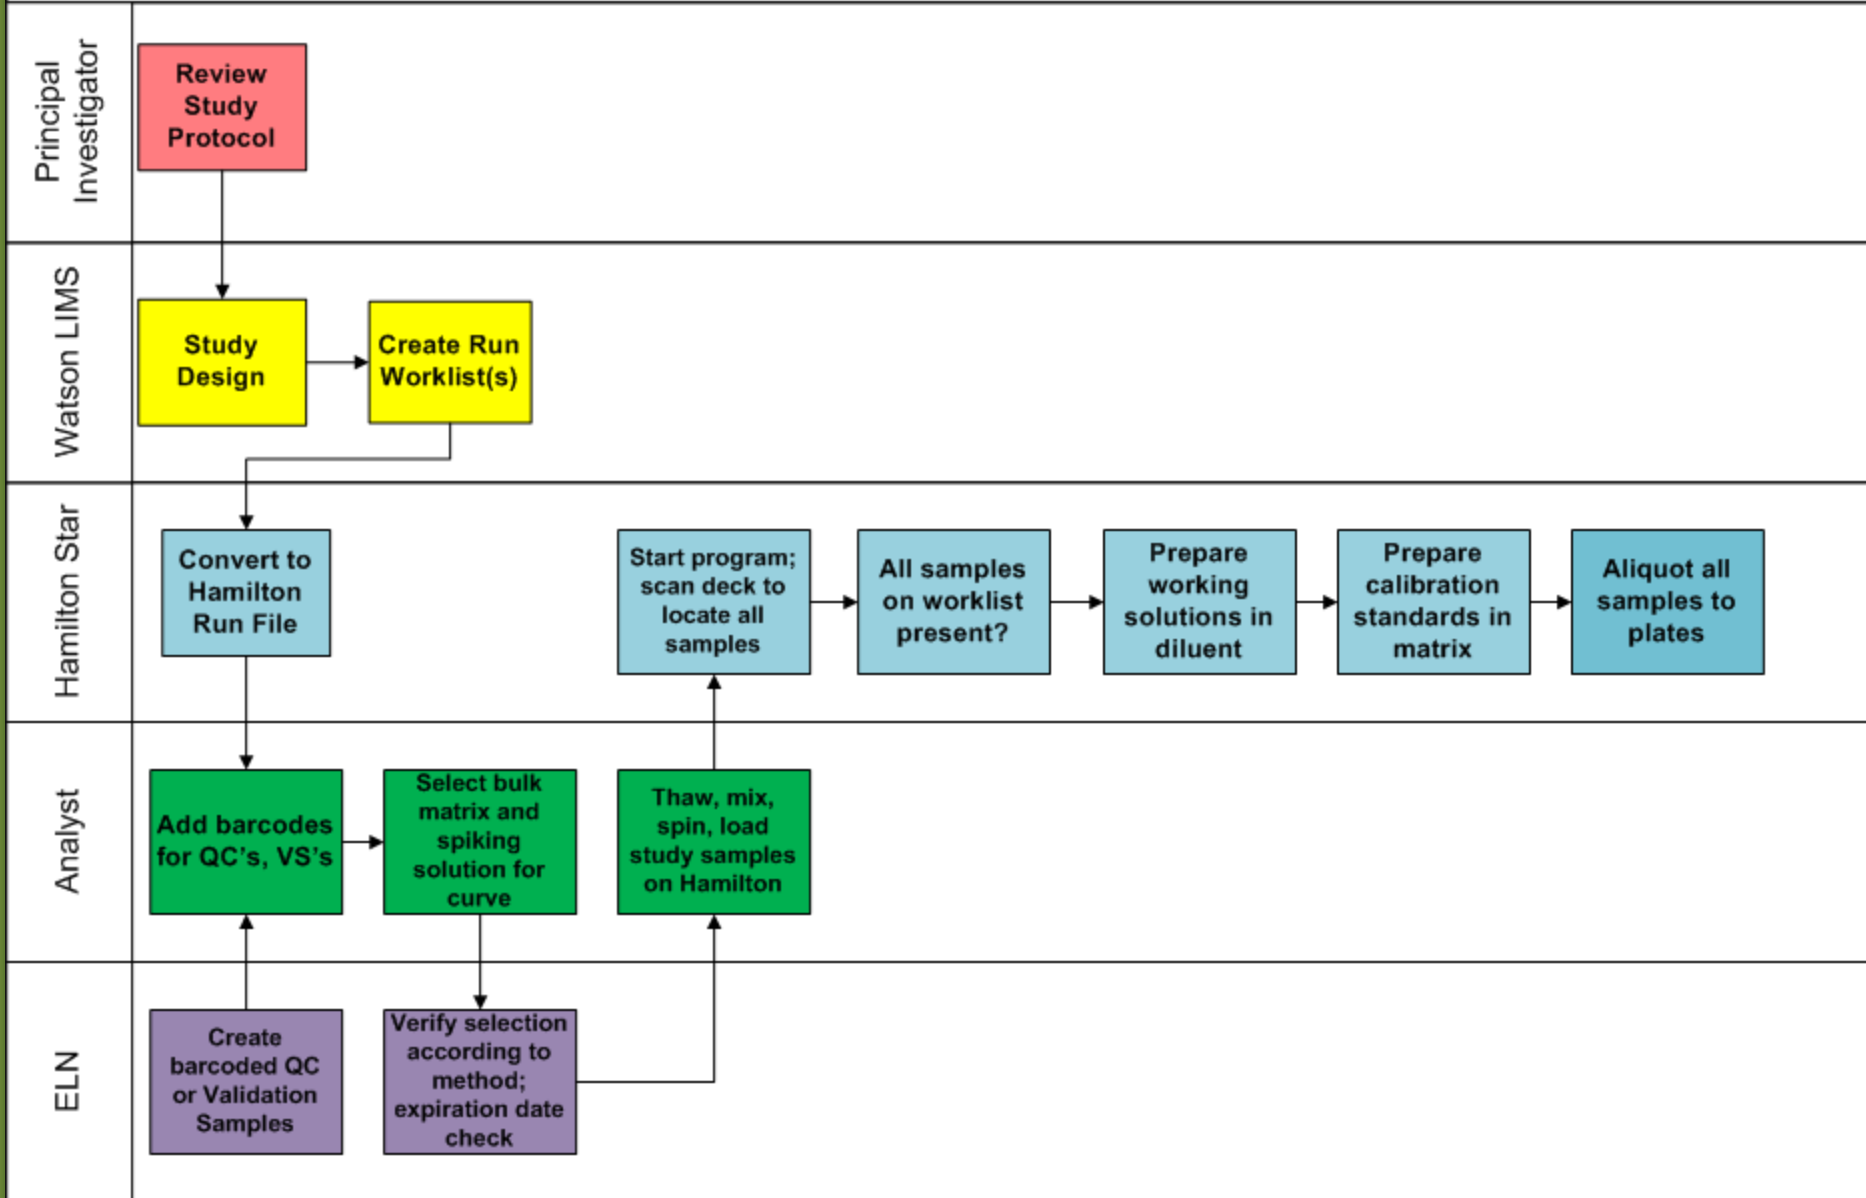 Principal
Investigator
Review
Study
Protocol
Watson LIMS
Study
Design
Create Run
Worklist(s)
Hamilton Star
Convert to
Hamilton
Run File
Start program;
scan deck to
locate all
samples
All samples
on worklist
present?
Prepare
working
solutions in
diluent
Prepare
calibration
standards in
matrix
Aliquot all
samples to
plates
Analyst
Add barcodes
for QC's, VS's
Select bulk
matrix and
spiking
solution for
curve
Thaw, mix,
spin, load
study samples
on Hamilton
ELN
Create
barcoded QC
or Validation
Samples
Verify selection
according to
method;
expiration date
check